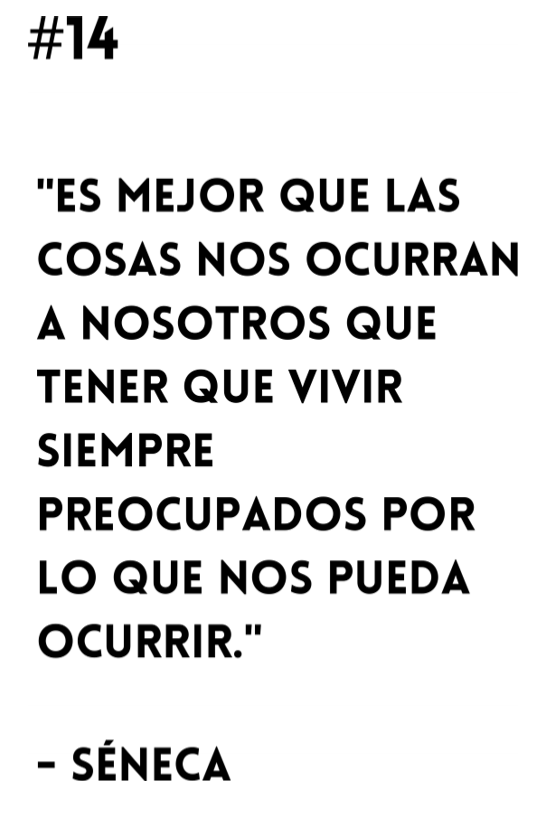 #14
"ES MEJOR QUE LAS
COSAS NOS OCURRAN
A NOSOTROS QUE
TENER QUE VIVIR
SIEMPRE
PREOCUPADOS POR
LO QUE NOS PUEDA
OCURRIR."
- SÉNECA